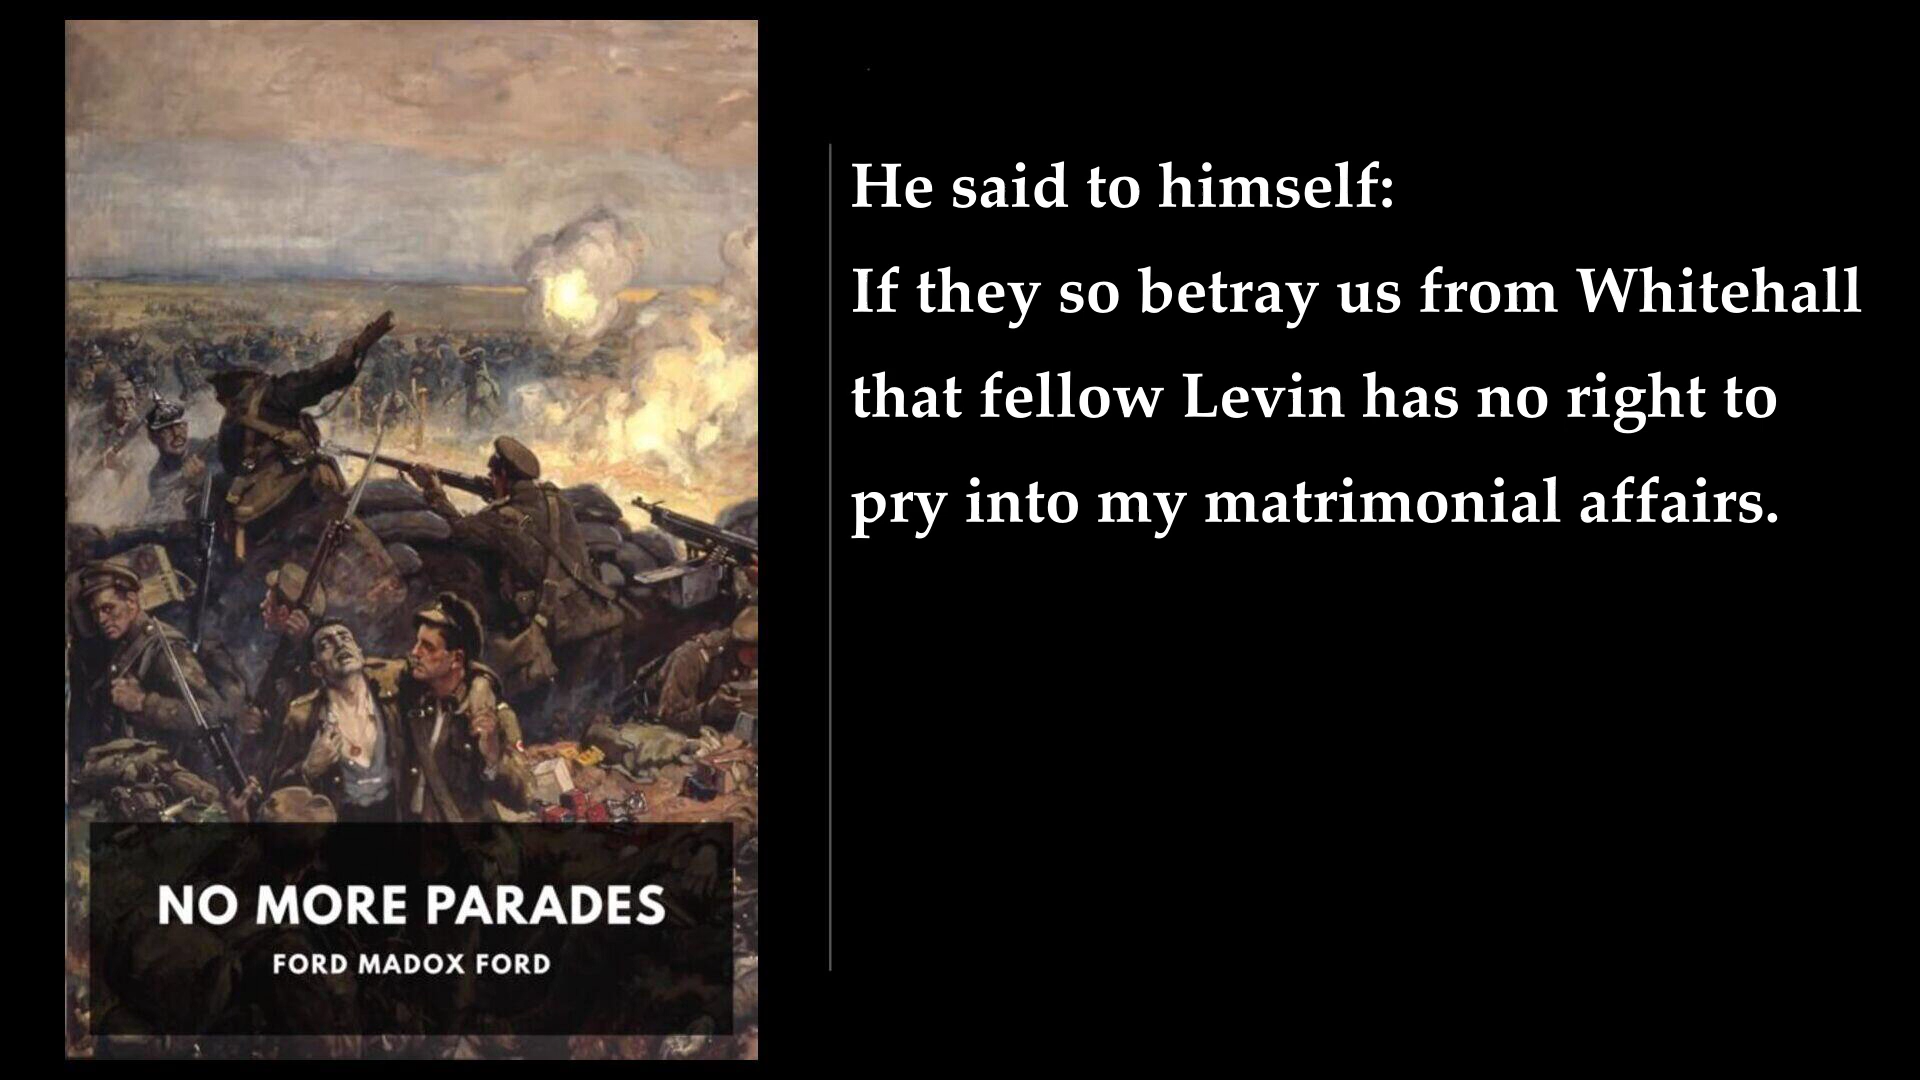 NO MORE PARADES
FORD MADOX FORD
He said to himself:
If they so betray us from Whitehall
that fellow Levin has no right to
pry into my matrimonial affairs.